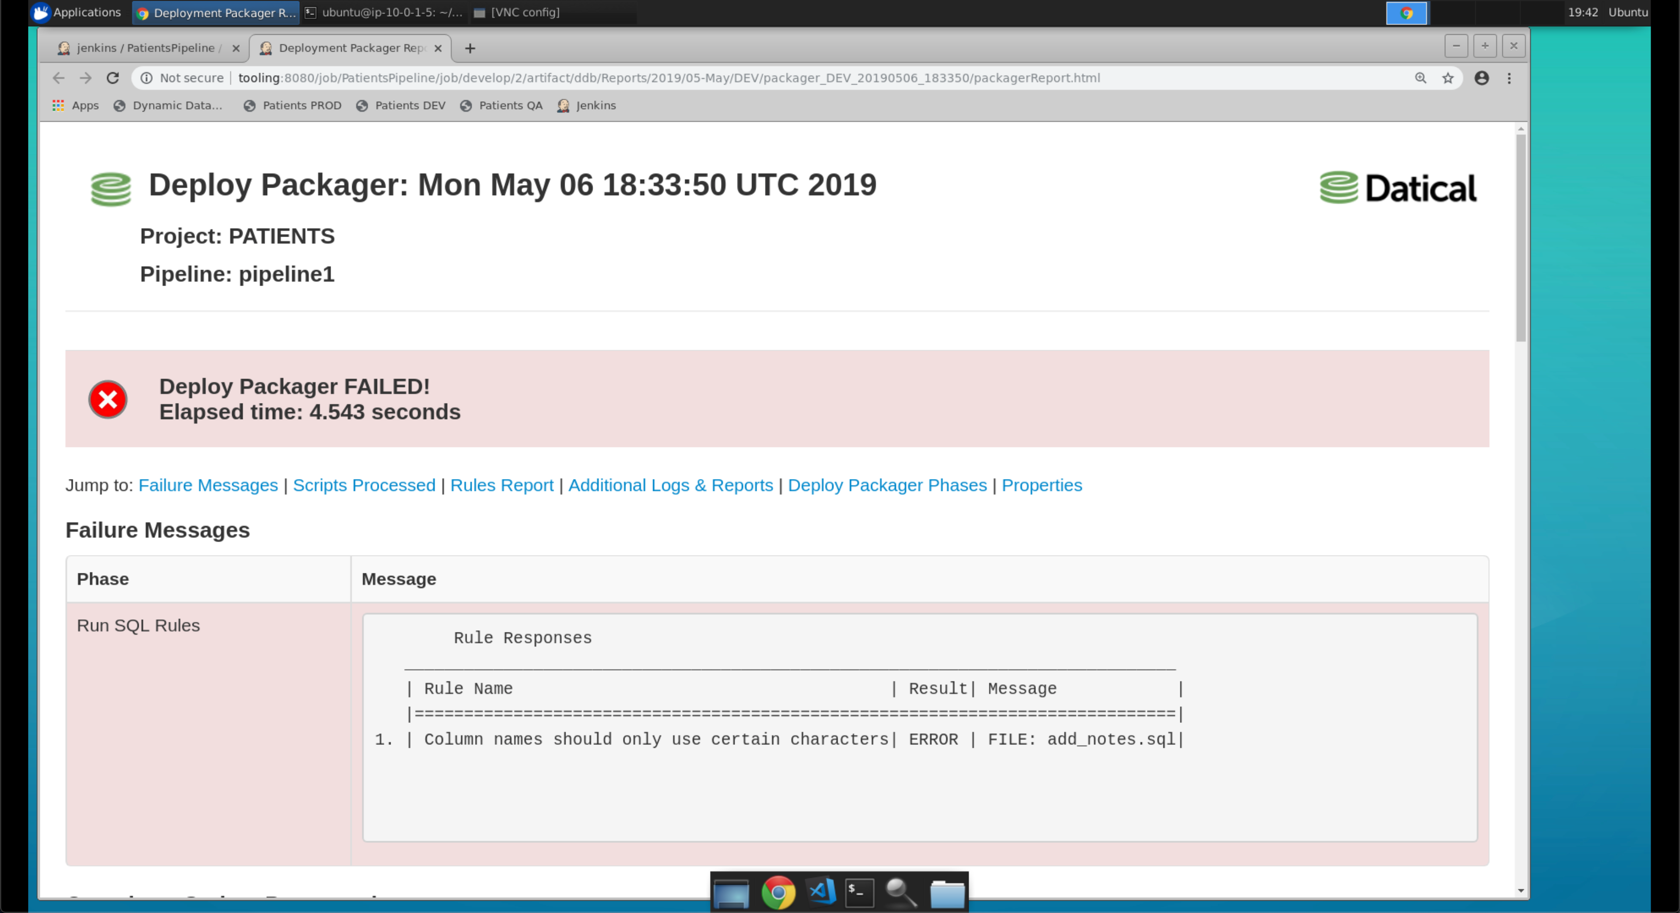 Applications
Deployment Packager R...
ubuntu@ip-10-0-1-5: ~/...
[VNC config]
19:42
Ubuntu
jenkins / PatientsPipeline /
Deployment Packager Rep
Not secure
tooling:8080/job/PatientsPipeline/job/develop/2/artifact/ddb/Reports/2019/05-May/DEV/packager_DEV_20190506_183350/packagerReport.html
Apps
Dynamic Data...
Patients PROD
Patients DEV
Patients QA
Jenkins
Deploy Packager: Mon May 06 18:33:50 UTC 2019
Datical
Project: PATIENTS
Pipeline: pipeline1
Deploy Packager FAILED!
Elapsed time: 4.543 seconds
Jump to: Failure Messages | Scripts Processed | Rules Report | Additional Logs & Reports | Deploy Packager Phases | Properties
Failure Messages
Phase
Message
Run SQL Rules
Rule Responses
| Rule Name | Result| Message |
|=============================================================================|
1. | Column names should only use certain characters| ERROR | FILE: add_notes.sql|